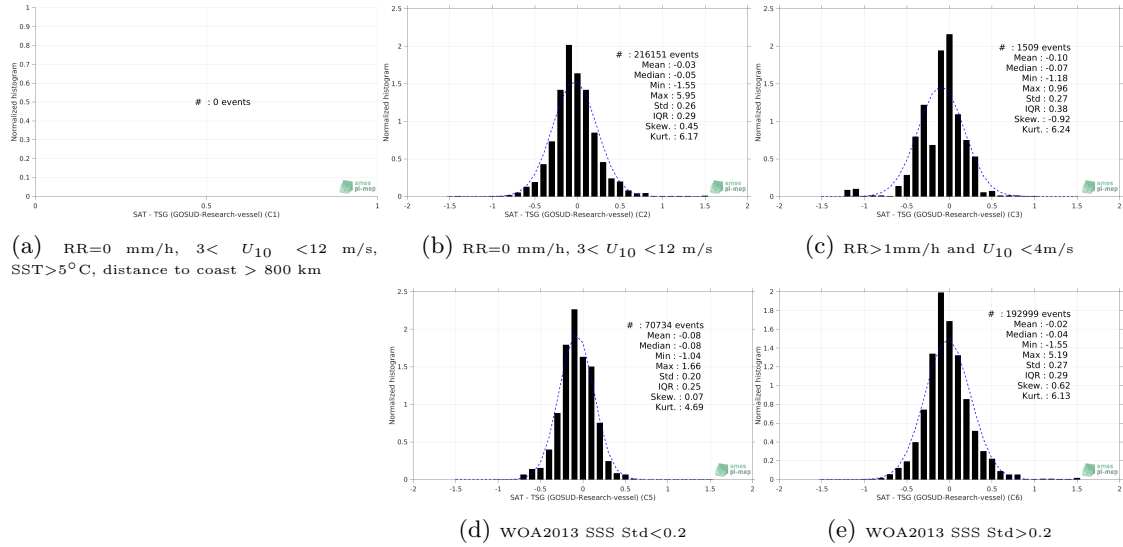 1
0.9
0.8
0.7
0.6
0.5
0.4
0.3
0.2
0.1
0
Normalized histogram
# : 0 events
0 0.5 1
SAT - TSG (GOSUD-Research-vessel) (C1)
smos
pi-mep
(a) RR=0 mm/h, 3< U10 <12 m/s,
SST>5°C, distance to coast > 800 km
2.5
2
1.5
1
0.5
0
Normalized histogram
# : 216151 events
Mean : -0.03
Median : -0.05
Min : -1.55
Max : 5.95
Std : 0.26
IQR : 0.29
Skew. : 0.45
Kurt. : 6.17
-2 -1.5 -1 -0.5 0 0.5 1 1.5 2
SAT - TSG (GOSUD-Research-vessel) (C2)
smos
pi-mep
(b) RR=0 mm/h, 3< U10 <12 m/s
2.5
2
1.5
1
0.5
0
Normalized histogram
# : 1509 events
Mean : -0.10
Median : -0.07
Min : -1.18
Max : 0.96
Std : 0.27
IQR : 0.38
Skew. : -0.92
Kurt. : 6.24
-2 -1.5 -1 -0.5 0 0.5 1 1.5 2
SAT - TSG (GOSUD-Research-vessel) (C3)
smos
pi-mep
(c) RR>1mm/h and U10 <4m/s
2.5
2
1.5
1
0.5
0
Normalized histogram
# : 70734 events
Mean : -0.08
Median : -0.08
Min : -1.04
Max : 1.66
Std : 0.20
IQR : 0.25
Skew. : 0.07
Kurt. : 4.69
-2 -1.5 -1 -0.5 0 0.5 1 1.5 2
SAT - TSG (GOSUD-Research-vessel) (C5)
smos
pi-mep
(d) WOA2013 SSS Std<0.2
2
1.8
1.6
1.4
1.2
1
0.8
0.6
0.4
0.2
0
Normalized histogram
# : 192999 events
Mean : -0.02
Median : -0.04
Min : -1.55
Max : 5.19
Std : 0.27
IQR : 0.29
Skew. : 0.62
Kurt. : 6.13
-2 -1.5 -1 -0.5 0 0.5 1 1.5 2
SAT - TSG (GOSUD-Research-vessel) (C6)
smos
pi-mep
(e) WOA2013 SSS Std>0.2